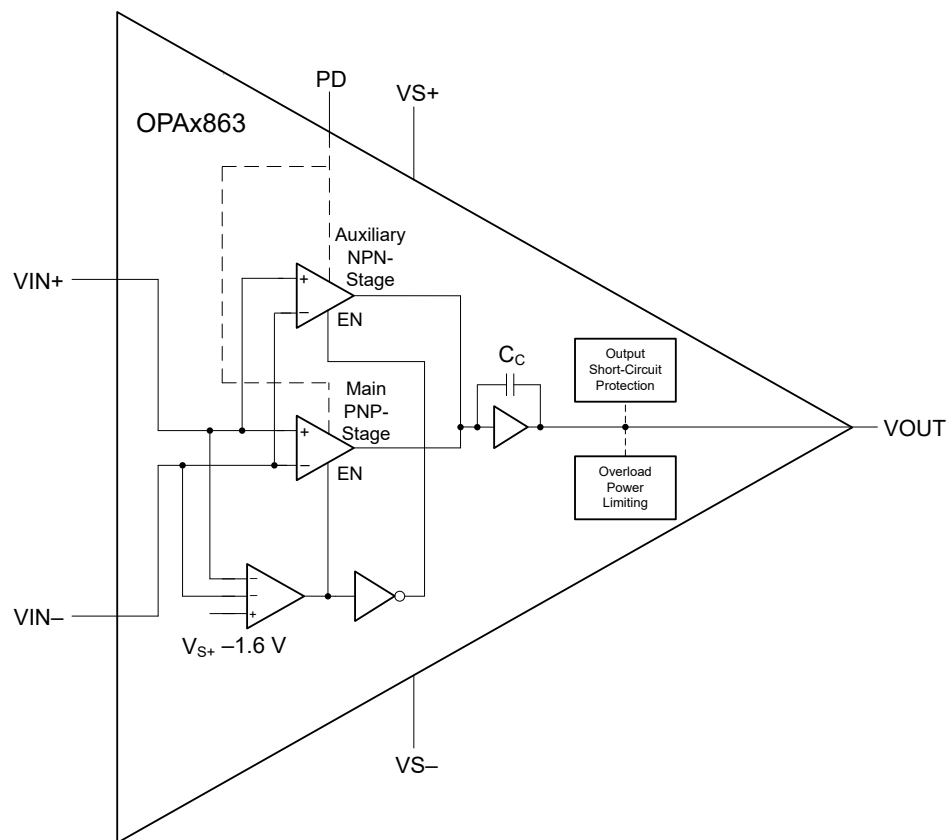 PD
VS+
OPAx863
Auxiliary
NPN-
Stage
VIN+
+
−
EN
CC
Output
Short-Circuit
Protection
Main
PNP-
Stage
+
−
EN
VOUT
Overload
Power
Limiting
−
−
+
VIN–
VS+ –1.6 V
VS–